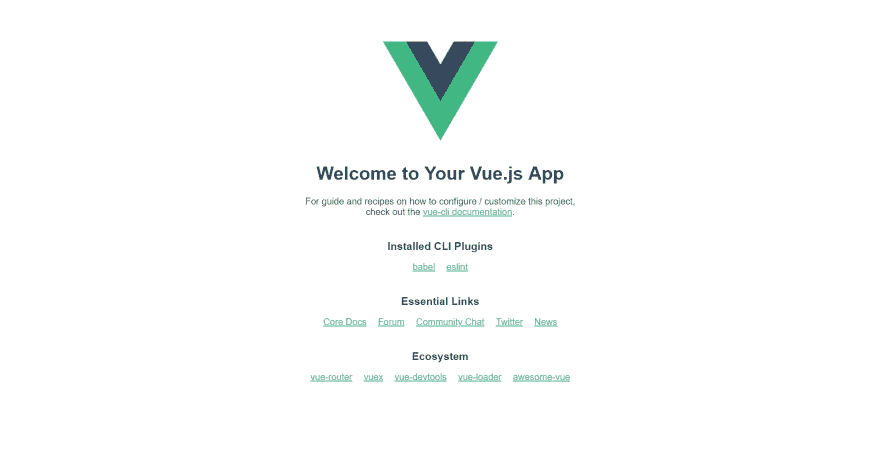 Welcome to Your Vue.js App
For guide and recipes on how to configure / customize this project,
check out the vue-cli documentation.
Installed CLI Plugins
babel eslint
Essential Links
Core Docs Forum Community Chat Twitter News
Ecosystem
vue-router vuex vue-devtools vue-loader awesome-vue